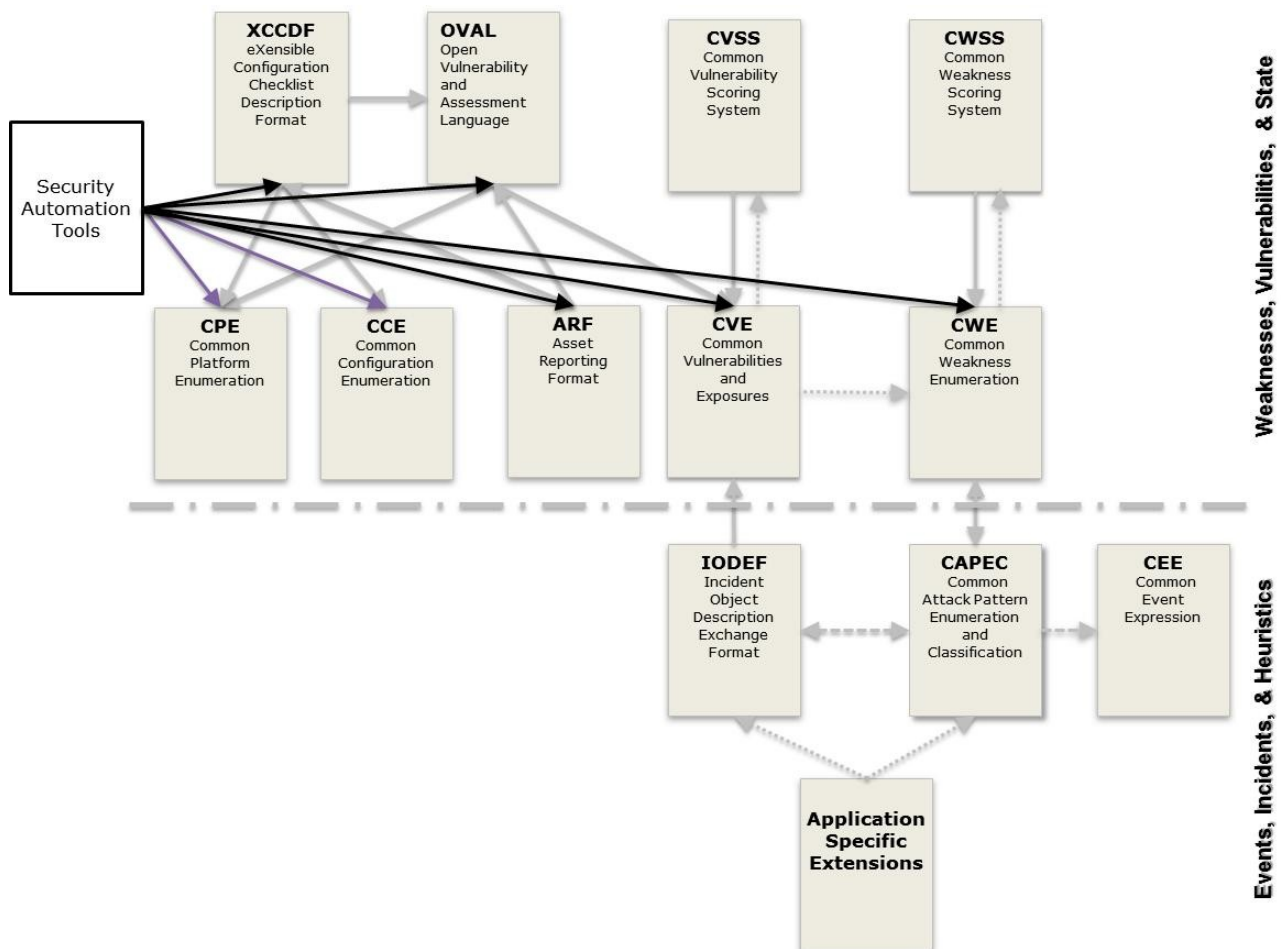 XCCDF
eXensible
Configuration
Checklist
Description
Format
OVAL
Open
Vulnerability
and
Assessment
Language
CVSS
Common
Vulnerability
Scoring
System
CWSS
Common
Weakness
Scoring
System
Security
Automation
Tools
CPE
Common
Platform
Enumeration
CCE
Common
Configuration
Enumeration
ARF
Asset
Reporting
Format
CVE
Common
Vulnerabilities
and
Exposures
CWE
Common
Weakness
Enumeration
Weaknesses, Vulnerabilities, & State
IODEF
Incident
Object
Description
Exchange
Format
CAPEC
Common
Attack Pattern
Enumeration
and
Classification
CEE
Common
Event
Expression
Application
Specific
Extensions
Events, Incidents, & Heuristics